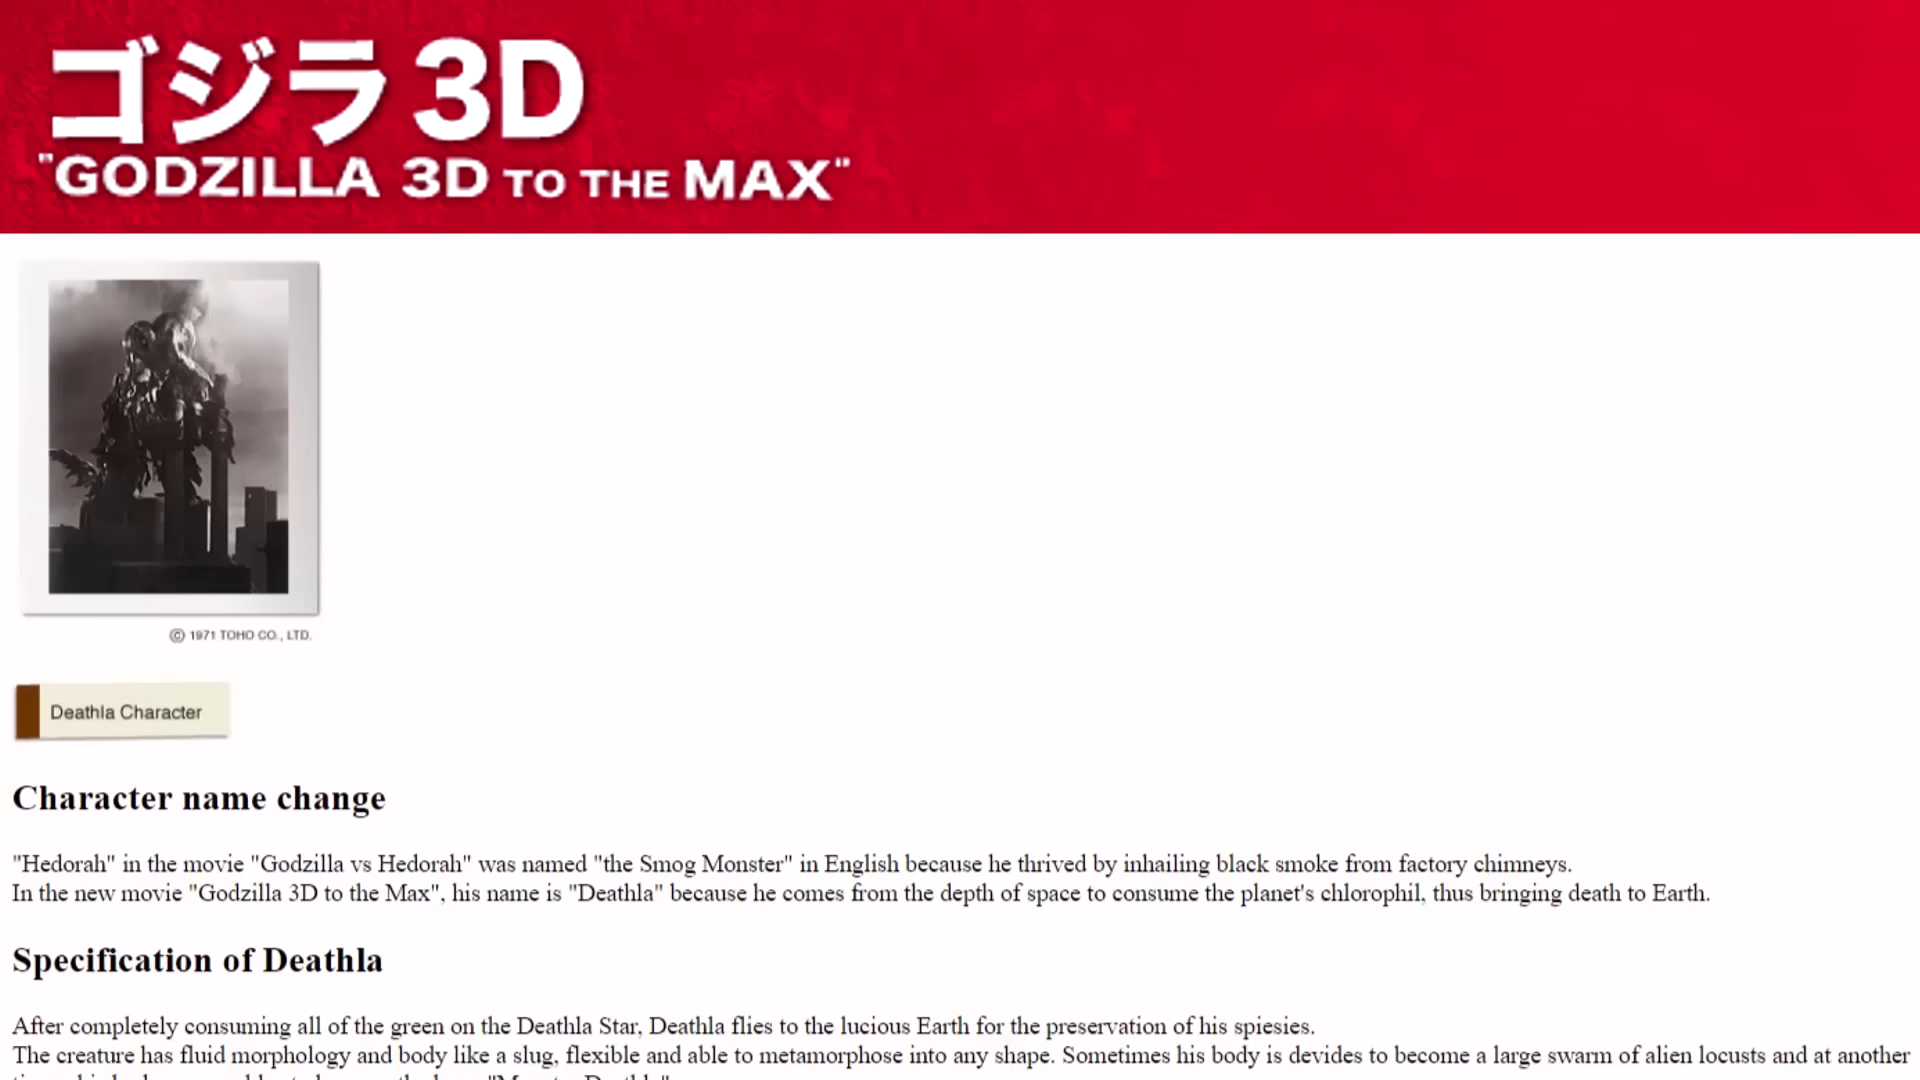 ゴジラ3D
"GODZILLA 3D TO THE MAX"
© 1971 TOHO CO., LTD.
Deathla Character
Character name change
"Hedorah" in the movie "Godzilla vs Hedorah" was named "the Smog Monster" in English because he thrived by inhailing black smoke from factory chimneys.
In the new movie "Godzilla 3D to the Max", his name is "Deathla" because he comes from the depth of space to consume the planet's chlorophil, thus bringing death to Earth.
Specification of Deathla
After completely consuming all of the green on the Deathla Star, Deathla flies to the lucious Earth for the preservation of his spiesies.
The creature has fluid morphology and body like a slug, flexible and able to metamorphose into any shape. Sometimes his body is devides to become a large swarm of alien locusts and at another